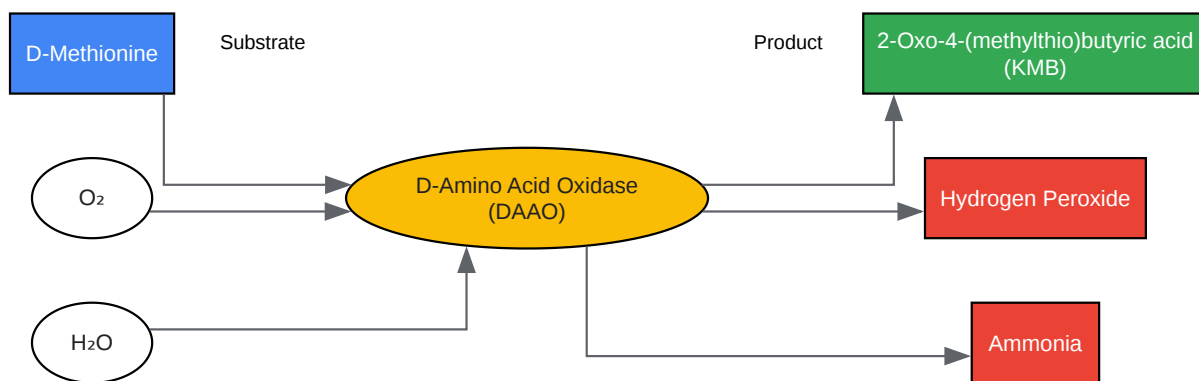 D-Methionine
Substrate
Product
2-Oxo-4-(methylthio)butyric acid
(KMB)
O₂
D-Amino Acid Oxidase
(DAAO)
Hydrogen Peroxide
H₂O
Ammonia